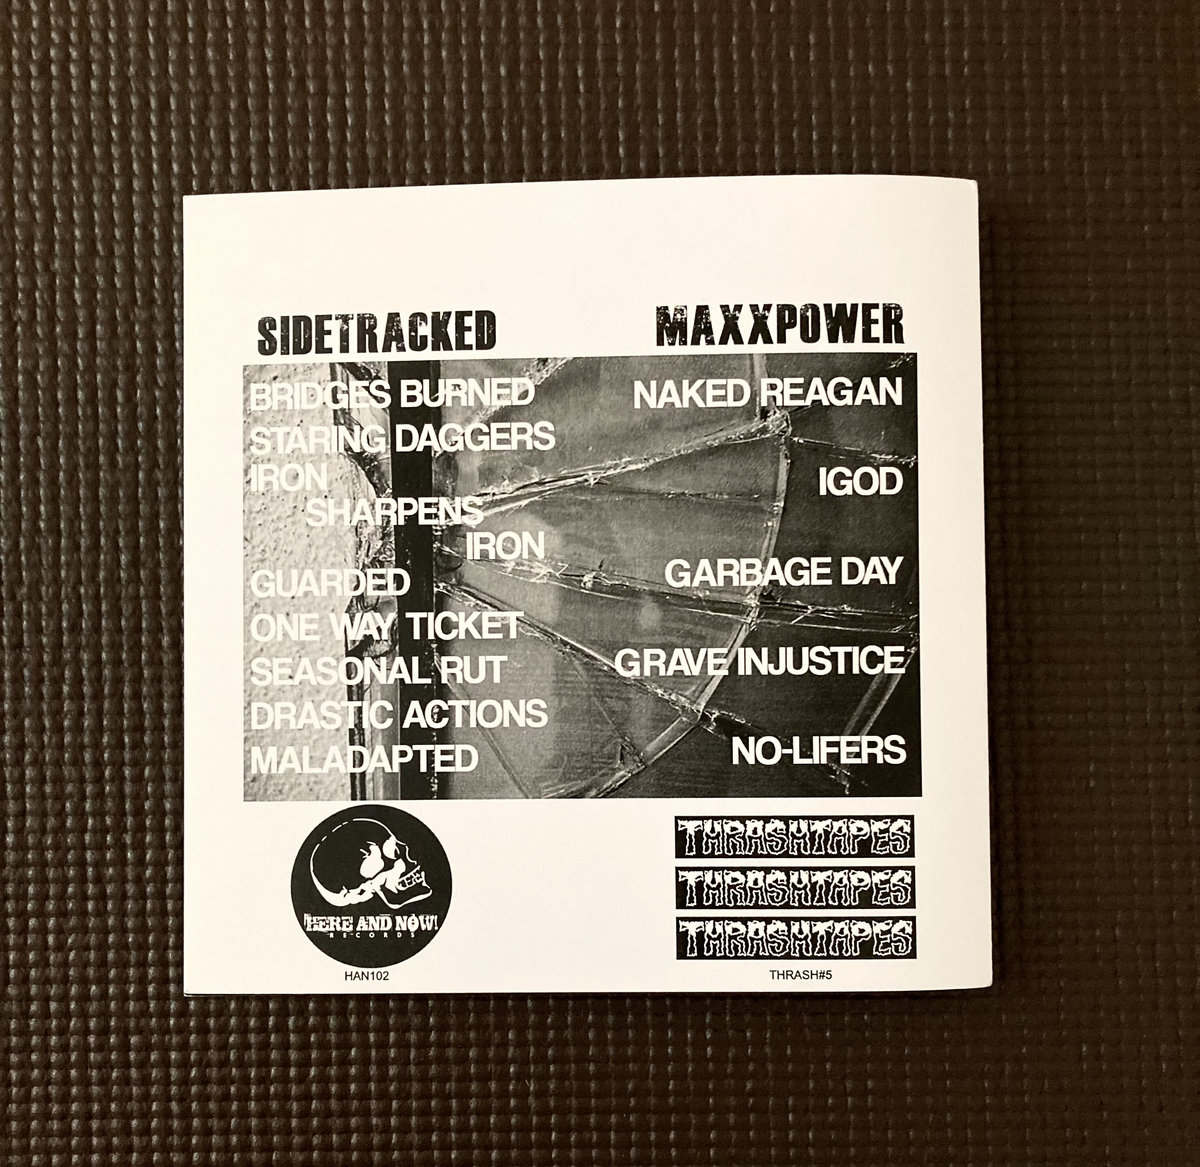 SIDETRACKED
BRIDGES BURNED
STARING DAGGERS
IRON
SHARPENS
IRON
GUARDED
ONE WAY TICKET
SEASONAL RUT
DRASTIC ACTIONS
MALADAPTED
MAXXPOWER
NAKED REAGAN
IGOD
GARBAGE DAY
GRAVE INJUSTICE
NO-LIFERS
HERE AND NOW!
RECORDS
HAN102
THRASHTAPES
THRASHTAPES
THRASHTAPES
THRASH#5